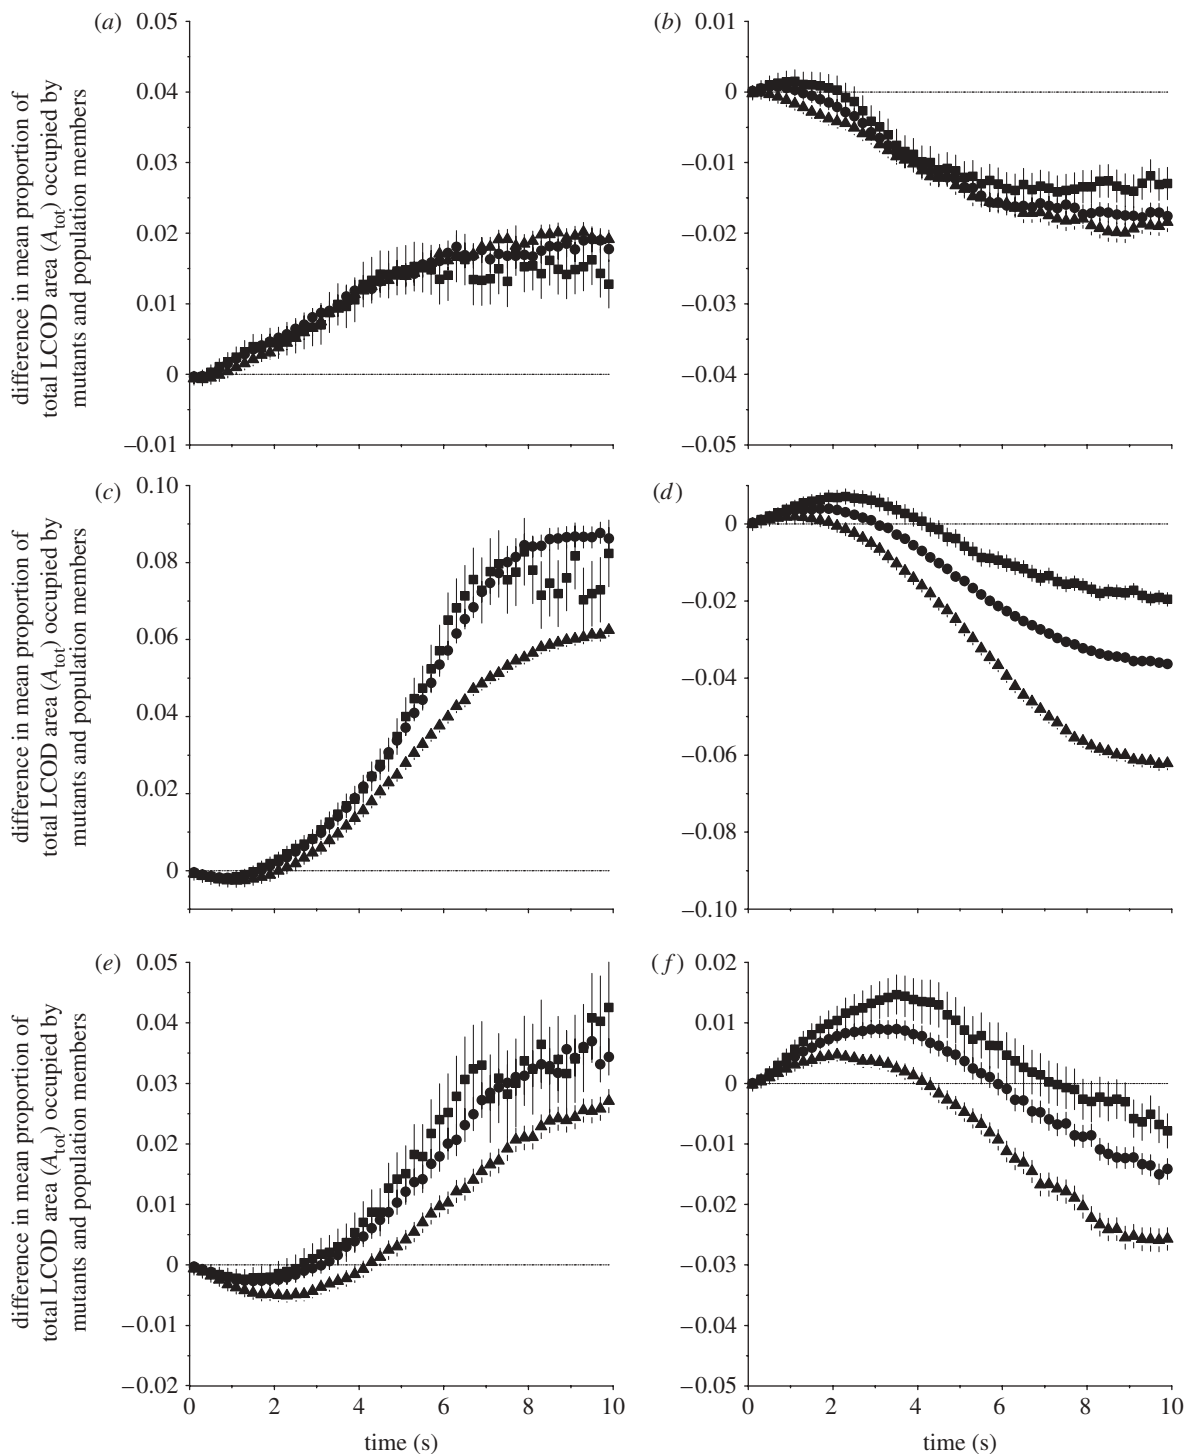 (a) 0.05
0.04
0.03
0.02
0.01
0
–0.01
difference in mean proportion of
total LCOD area (Atot) occupied by
mutants and population members
(b) 0.01
0
–0.01
–0.02
–0.03
–0.04
–0.05
(c) 0.10
0.08
0.06
0.04
0.02
0
difference in mean proportion of
total LCOD area (Atot) occupied by
mutants and population members
(d)
0
–0.02
–0.04
–0.06
–0.08
–0.10
(e) 0.05
0.04
0.03
0.02
0.01
0
–0.01
–0.02
difference in mean proportion of
total LCOD area (Atot) occupied by
mutants and population members
0 2 4 6 8 10
time (s)
(f) 0.02
0.01
0
–0.01
–0.02
–0.03
–0.04
–0.05
0 2 4 6 8 10
time (s)